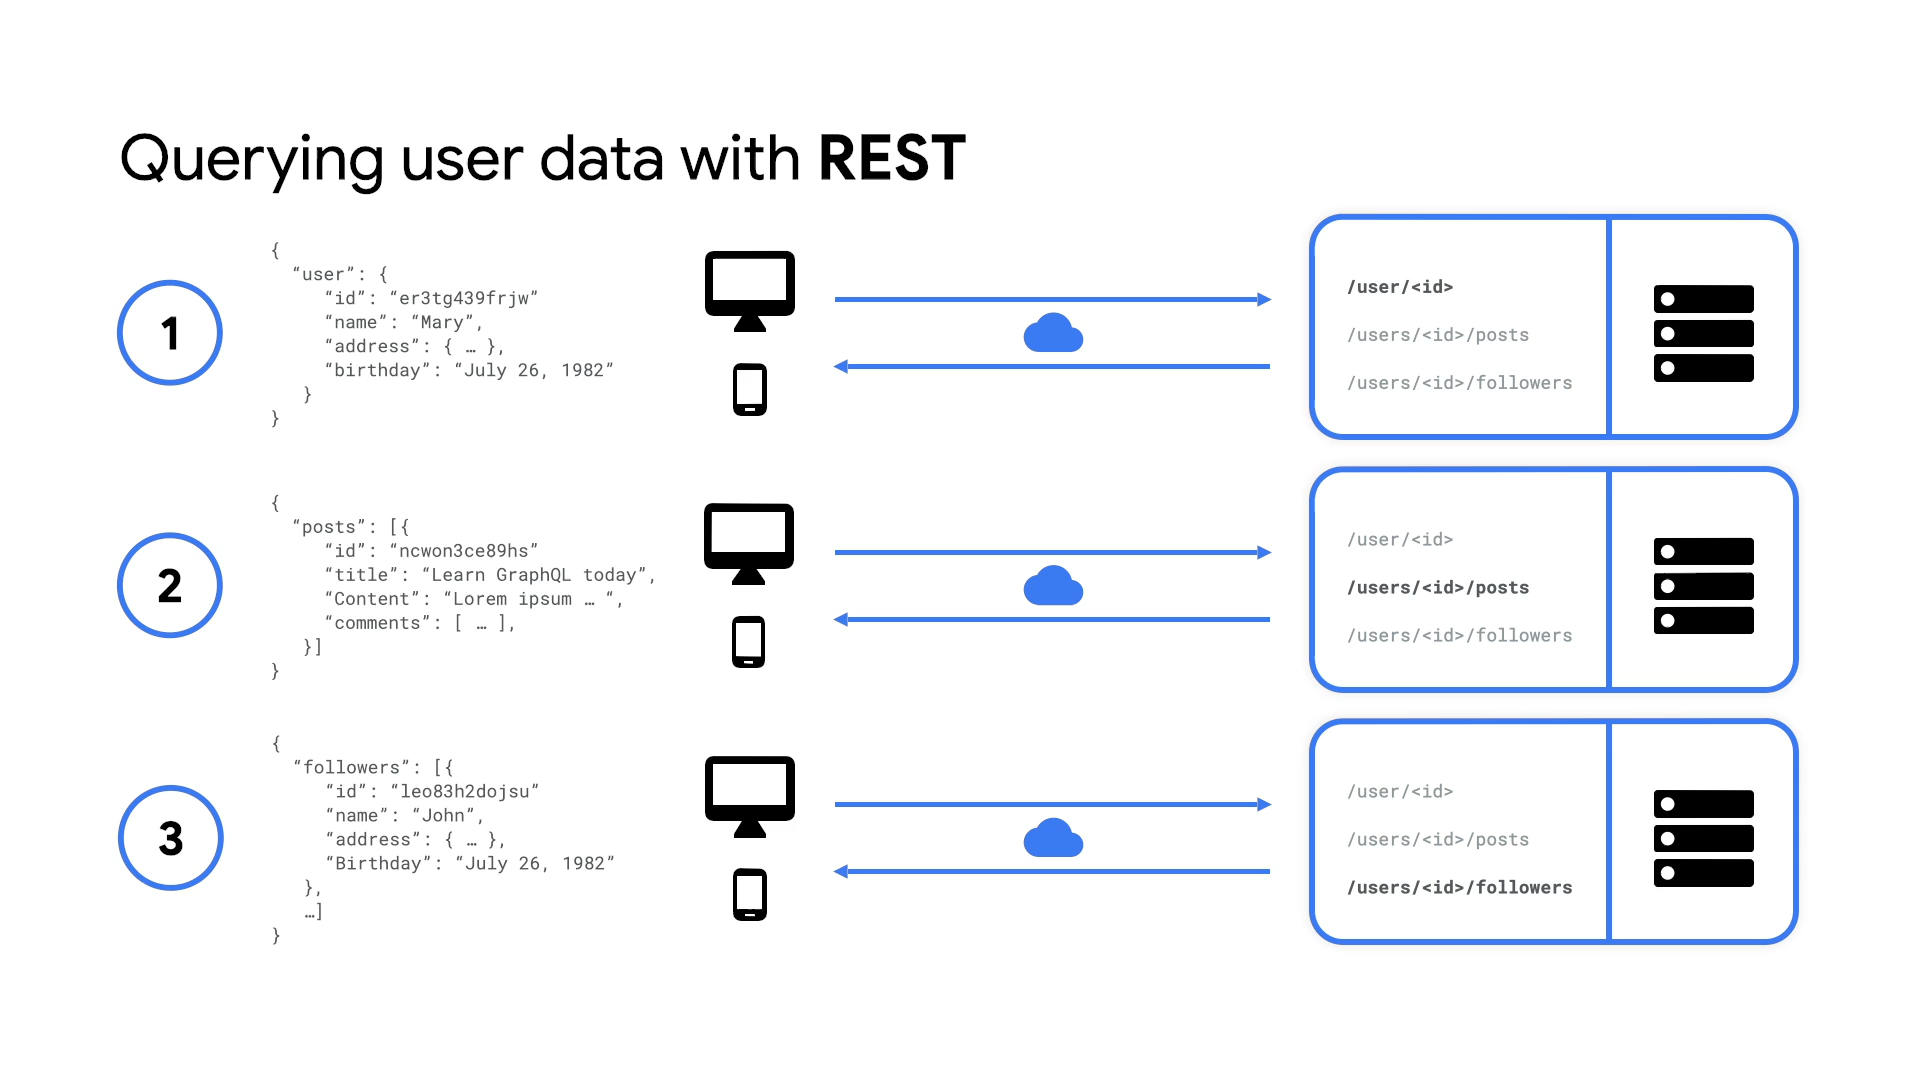 Querying user data with REST
1
{
“user”: {
“id”: “er3tg439frjw”
“name”: “Mary”,
“address”: { … },
“birthday”: “July 26, 1982”
}
}
/user/<id>
/users/<id>/posts
/users/<id>/followers
2
{
“posts”: [{
“id”: “ncwon3ce89hs”
“title”: “Learn GraphQL today”,
“Content”: “Lorem ipsum … “,
“comments”: [ … ],
}]
}
/user/<id>
/users/<id>/posts
/users/<id>/followers
3
{
“followers”: [{
“id”: “leo83h2dojsu”
“name”: “John”,
“address”: { … },
“Birthday”: “July 26, 1982”
},
…]
}
/user/<id>
/users/<id>/posts
/users/<id>/followers